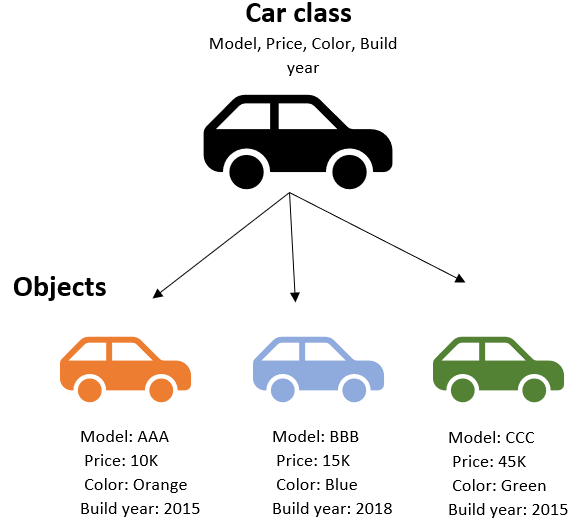 Car class
Model, Price, Color, Build
year
Objects
Model: AAA
Price: 10K
Color: Orange
Build year: 2015
Model: BBB
Price: 15K
Color: Blue
Build year: 2018
Model: CCC
Price: 45K
Color: Green
Build year: 2015